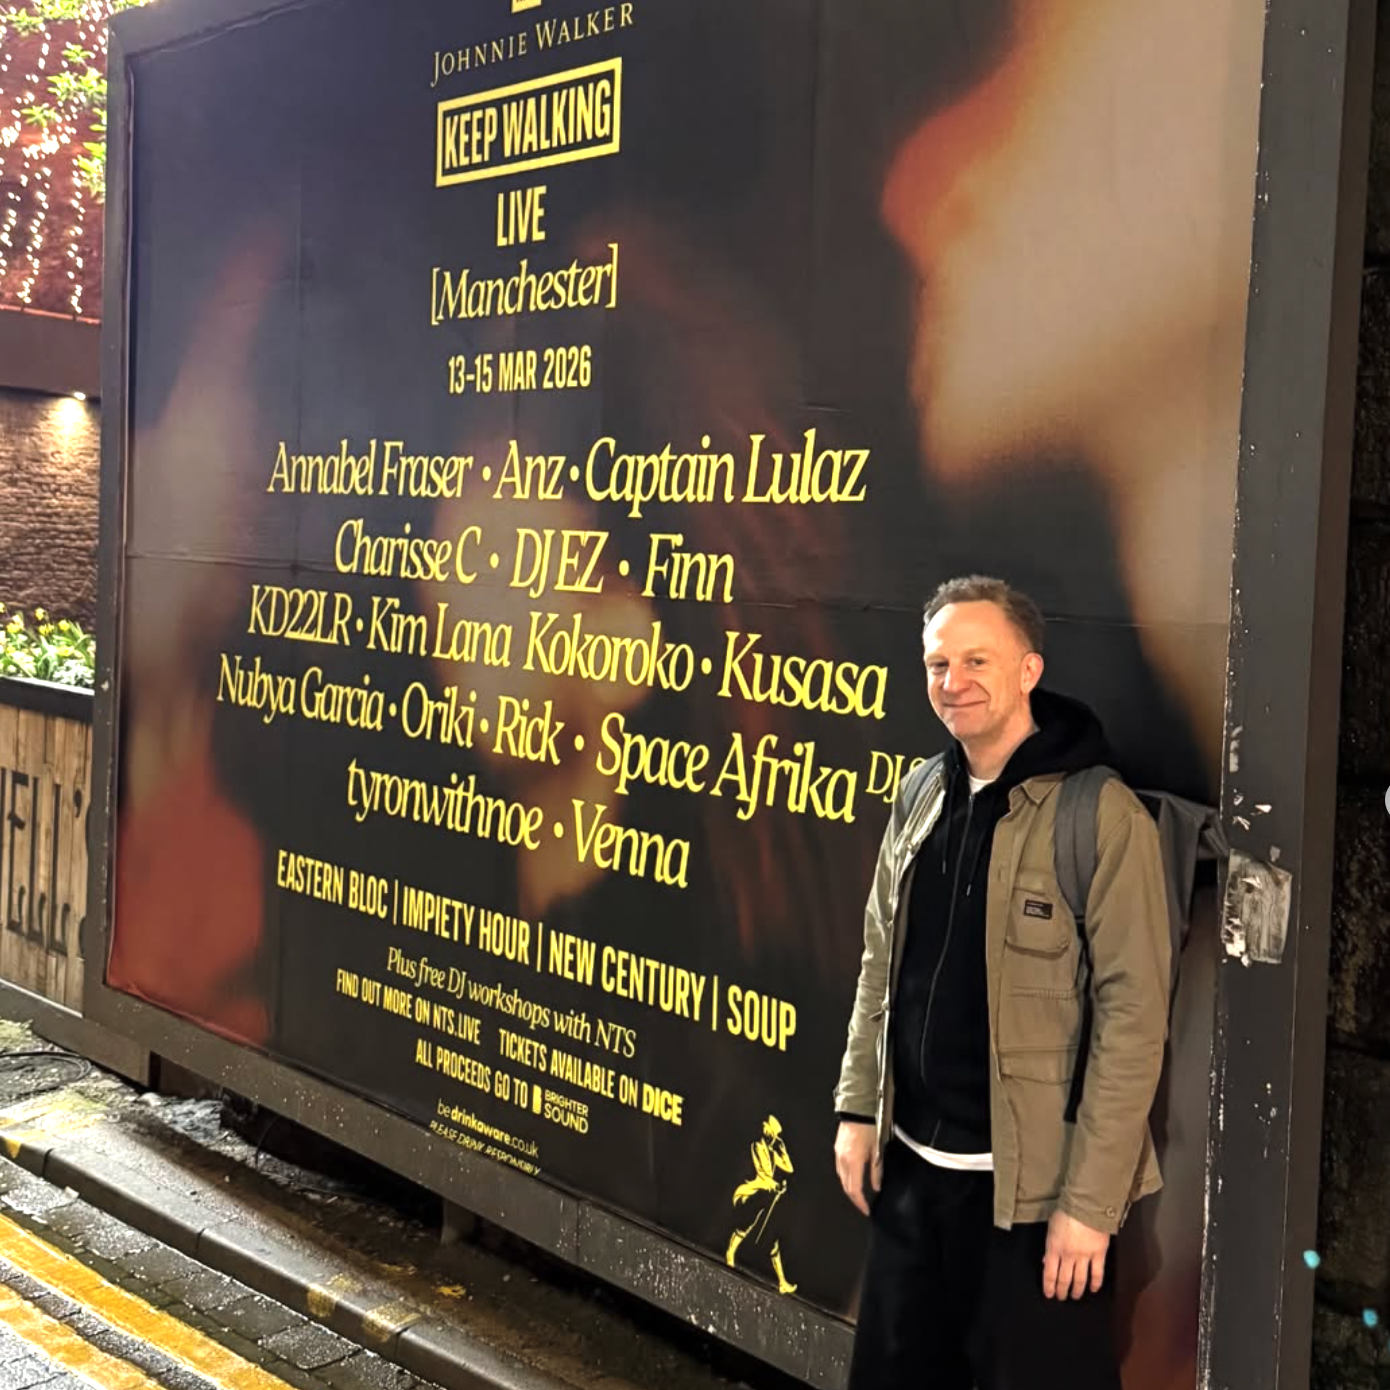 JOHNNIE WALKER
KEEP WALKING
LIVE
[Manchester]
13-15 MAR 2026
Annabel Fraser • Anz • Captain Lulaz
Charisse C • DJ EZ • Finn
KD22LR • Kim Lana Kokoroko • Kusasa
Nubya Garcia • Oriki • Rick • Space Afrika DJ
tyronwithnoe • Venna
EASTERN BLOC | IMPIETY HOUR | NEW CENTURY | SOUP
Plus free DJ workshops with NTS
FIND OUT MORE ON NTS.LIVE TICKETS AVAILABLE ON DICE
ALL PROCEEDS GO TO BRIGHTER SOUND
bedrinkaware.co.uk
PLEASE DRINK RESPONSIBLY